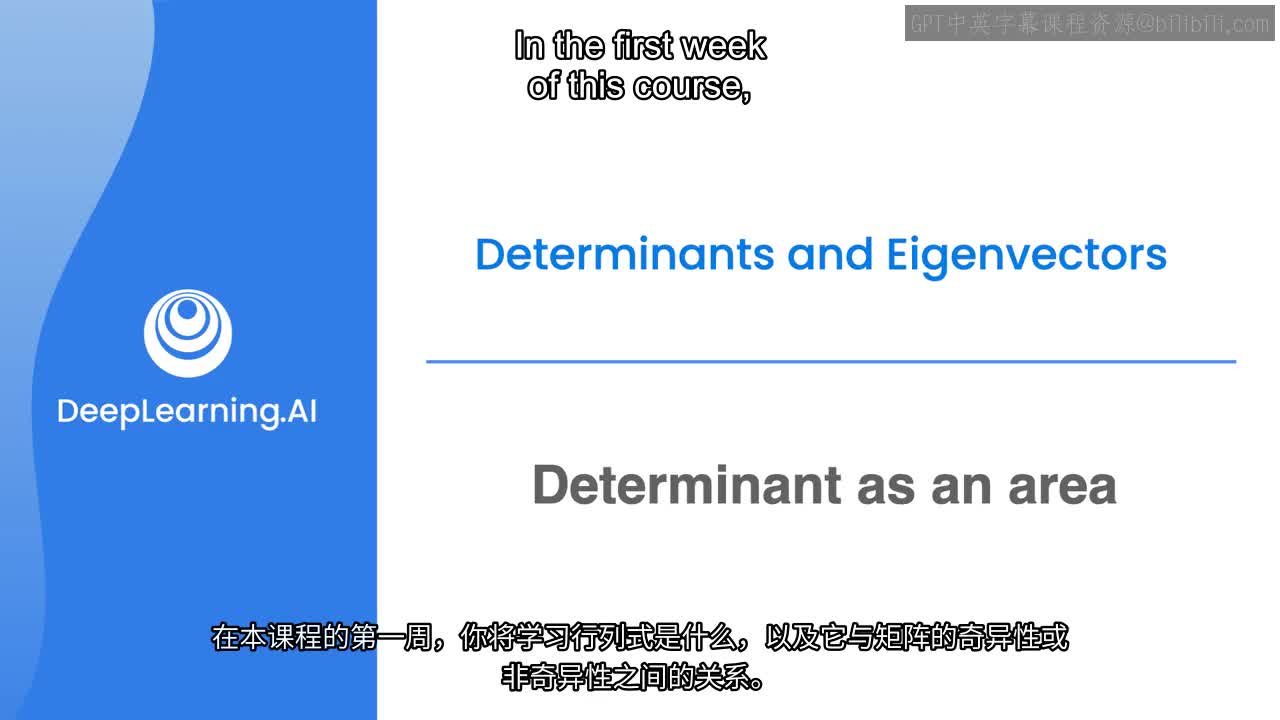 GPT中英字幕课程资源@bilibili.com
In the first week
of this course,
Determinants and Eigenvectors
DeepLearning.AI
Determinant as an area
在本课程的第一周，你将学习行列式是什么，以及它与矩阵的奇异性或
非奇异性之间的关系。